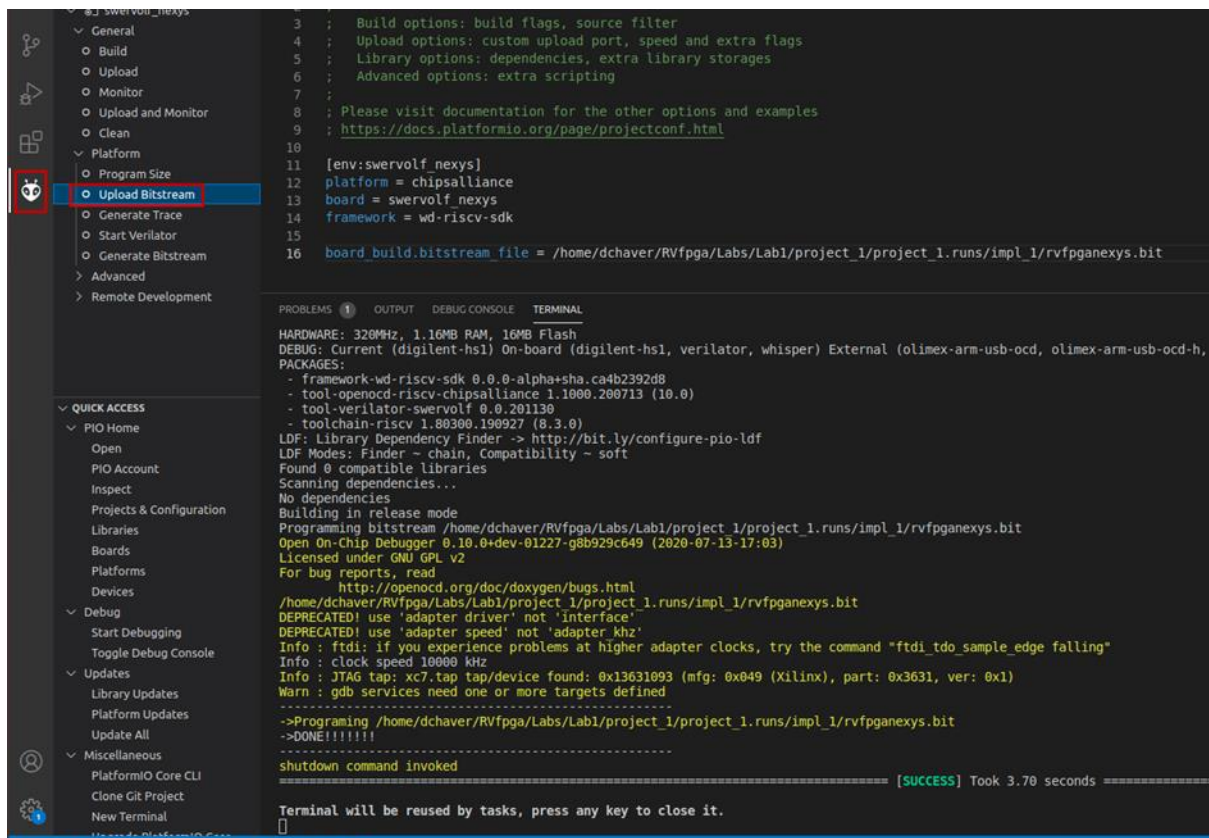 swervolf_nexys
General
Build
Upload
Monitor
Upload and Monitor
Clean
Platform
Program Size
Upload Bitstream
Generate Trace
Start Verilator
Generate Bitstream
Advanced
Remote Development
QUICK ACCESS
PIO Home
Open
PIO Account
Inspect
Projects & Configuration
Libraries
Boards
Platforms
Devices
Debug
Start Debugging
Toggle Debug Console
Updates
Library Updates
Platform Updates
Update All
Miscellaneous
PlatformIO Core CLI
Clone Git Project
New Terminal
Upgrade PlatformIO Core
3 ;   Build options: build flags, source filter
4 ;   Upload options: custom upload port, speed and extra flags
5 ;   Library options: dependencies, extra library storages
6 ;   Advanced options: extra scripting
7 ;
8 ; Please visit documentation for the other options and examples
9 ; https://docs.platformio.org/page/projectconf.html
10
11 [env:swervolf_nexys]
12 platform = chipsalliance
13 board = swervolf_nexys
14 framework = wd-riscv-sdk
15
16 board_build.bitstream_file = /home/dchaver/RVfpga/Labs/Lab1/project_1/project_1.runs/impl_1/rvfpganexys.bit
PROBLEMS 1 OUTPUT DEBUG CONSOLE TERMINAL
HARDWARE: 320MHz, 1.16MB RAM, 16MB Flash
DEBUG: Current (digilent-hs1) On-board (digilent-hs1, verilator, whisper) External (olimex-arm-usb-ocd, olimex-arm-usb-ocd-h,
PACKAGES:
- framework-wd-riscv-sdk 0.0.0-alpha+sha.ca4b2392d8
- tool-openocd-riscv-chipsalliance 1.1000.200713 (10.0)
- tool-verilator-swervolf 0.0.201130
- toolchain-riscv 1.80300.190927 (8.3.0)
LDF: Library Dependency Finder -> http://bit.ly/configure-pio-ldf
LDF Modes: Finder ~ chain, Compatibility ~ soft
Found 0 compatible libraries
Scanning dependencies...
No dependencies
Building in release mode
Programming bitstream /home/dchaver/RVfpga/Labs/Lab1/project_1/project_1.runs/impl_1/rvfpganexys.bit
Open On-Chip Debugger 0.10.0+dev-01227-g8b929c649 (2020-07-13-17:03)
Licensed under GNU GPL v2
For bug reports, read
http://openocd.org/doc/doxygen/bugs.html
/home/dchaver/RVfpga/Labs/Lab1/project_1/project_1.runs/impl_1/rvfpganexys.bit
DEPRECATED! use 'adapter driver' not 'interface'
DEPRECATED! use 'adapter speed' not 'adapter_khz'
Info : ftdi: if you experience problems at higher adapter clocks, try the command "ftdi_tdo_sample_edge falling"
Info : clock speed 10000 kHz
Info : JTAG tap: xc7.tap tap/device found: 0x13631093 (mfg: 0x049 (Xilinx), part: 0x3631, ver: 0x1)
Warn : gdb services need one or more targets defined
->Programing /home/dchaver/RVfpga/Labs/Lab1/project_1/project_1.runs/impl_1/rvfpganexys.bit
->DONE!!!!!!!
shutdown command invoked
[SUCCESS] Took 3.70 seconds
Terminal will be reused by tasks, press any key to close it.